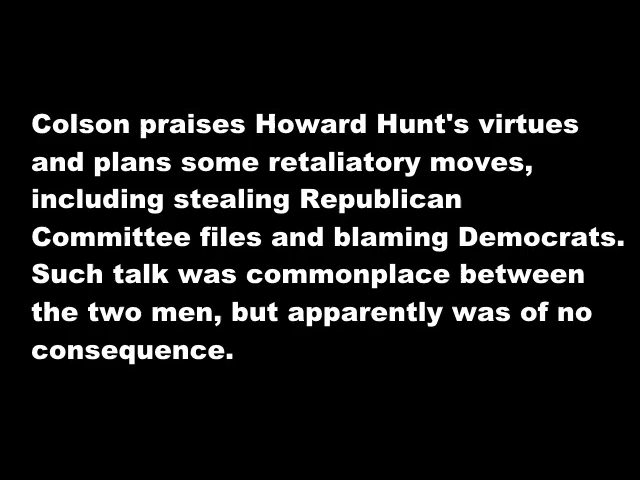 Colson praises Howard Hunt's virtues
and plans some retaliatory moves,
including stealing Republican
Committee files and blaming Democrats.
Such talk was commonplace between
the two men, but apparently was of no
consequence.